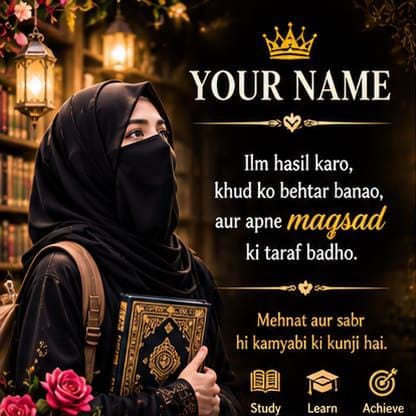 YOUR NAME
Ilm hasil karo,
khud ko behtar banao,
aur apne maqsad
ki taraf badho.
Mehnat aur sabr
hi kamyabi ki kunji hai.
Study Learn Achieve